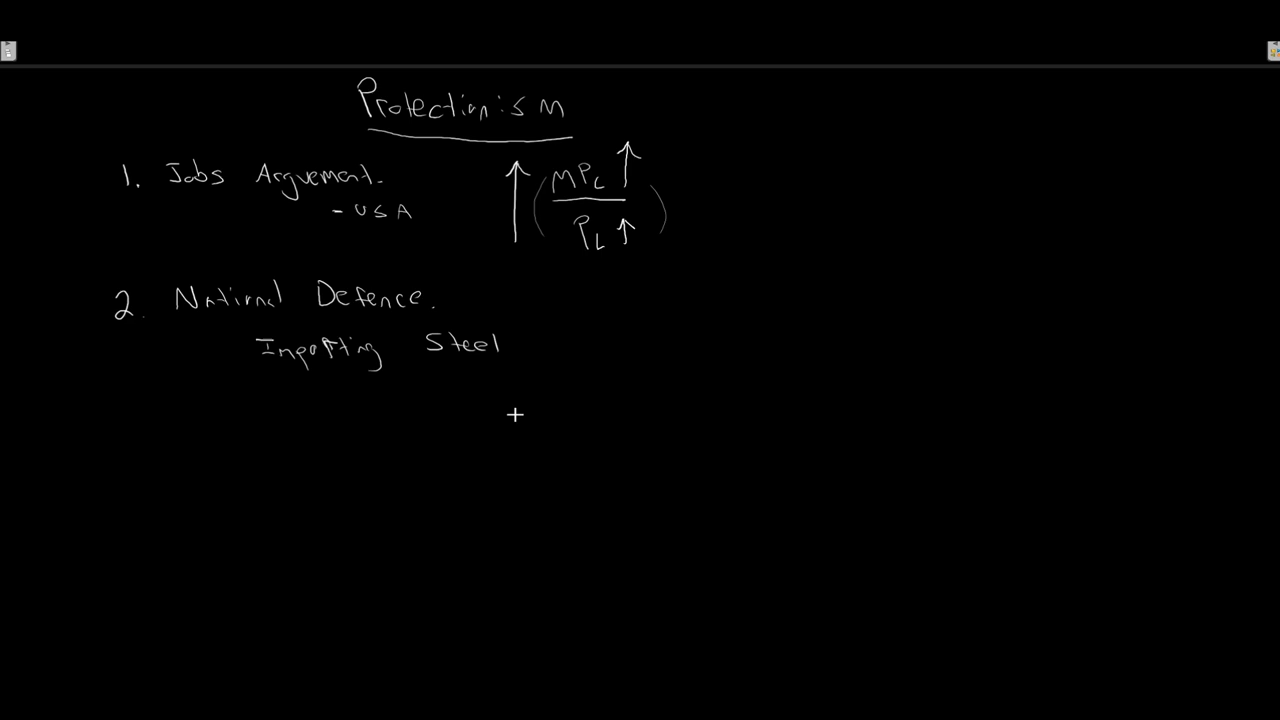 Protectionism
1. Jobs Arguement.
- USA
MPL
PL
2. National Defence.
Importing Steel